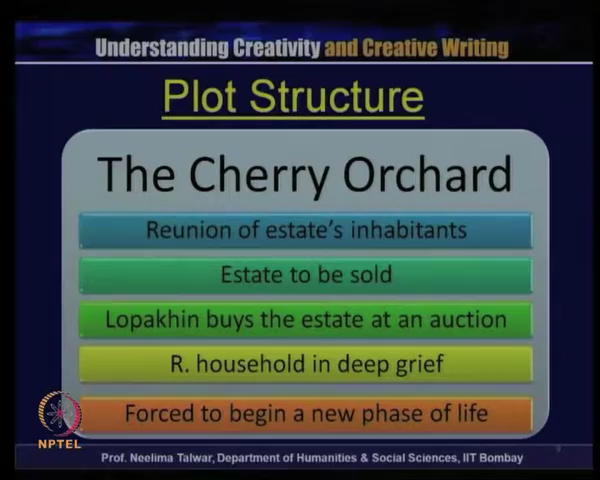 Understanding Creativity and Creative Writing
Plot Structure
The Cherry Orchard
Reunion of estate's inhabitants
Estate to be sold
Lopakhin buys the estate at an auction
R. household in deep grief
Forced to begin a new phase of life
NPTEL
Prof. Neelima Talwar, Department of Humanities & Social Sciences, IIT Bombay